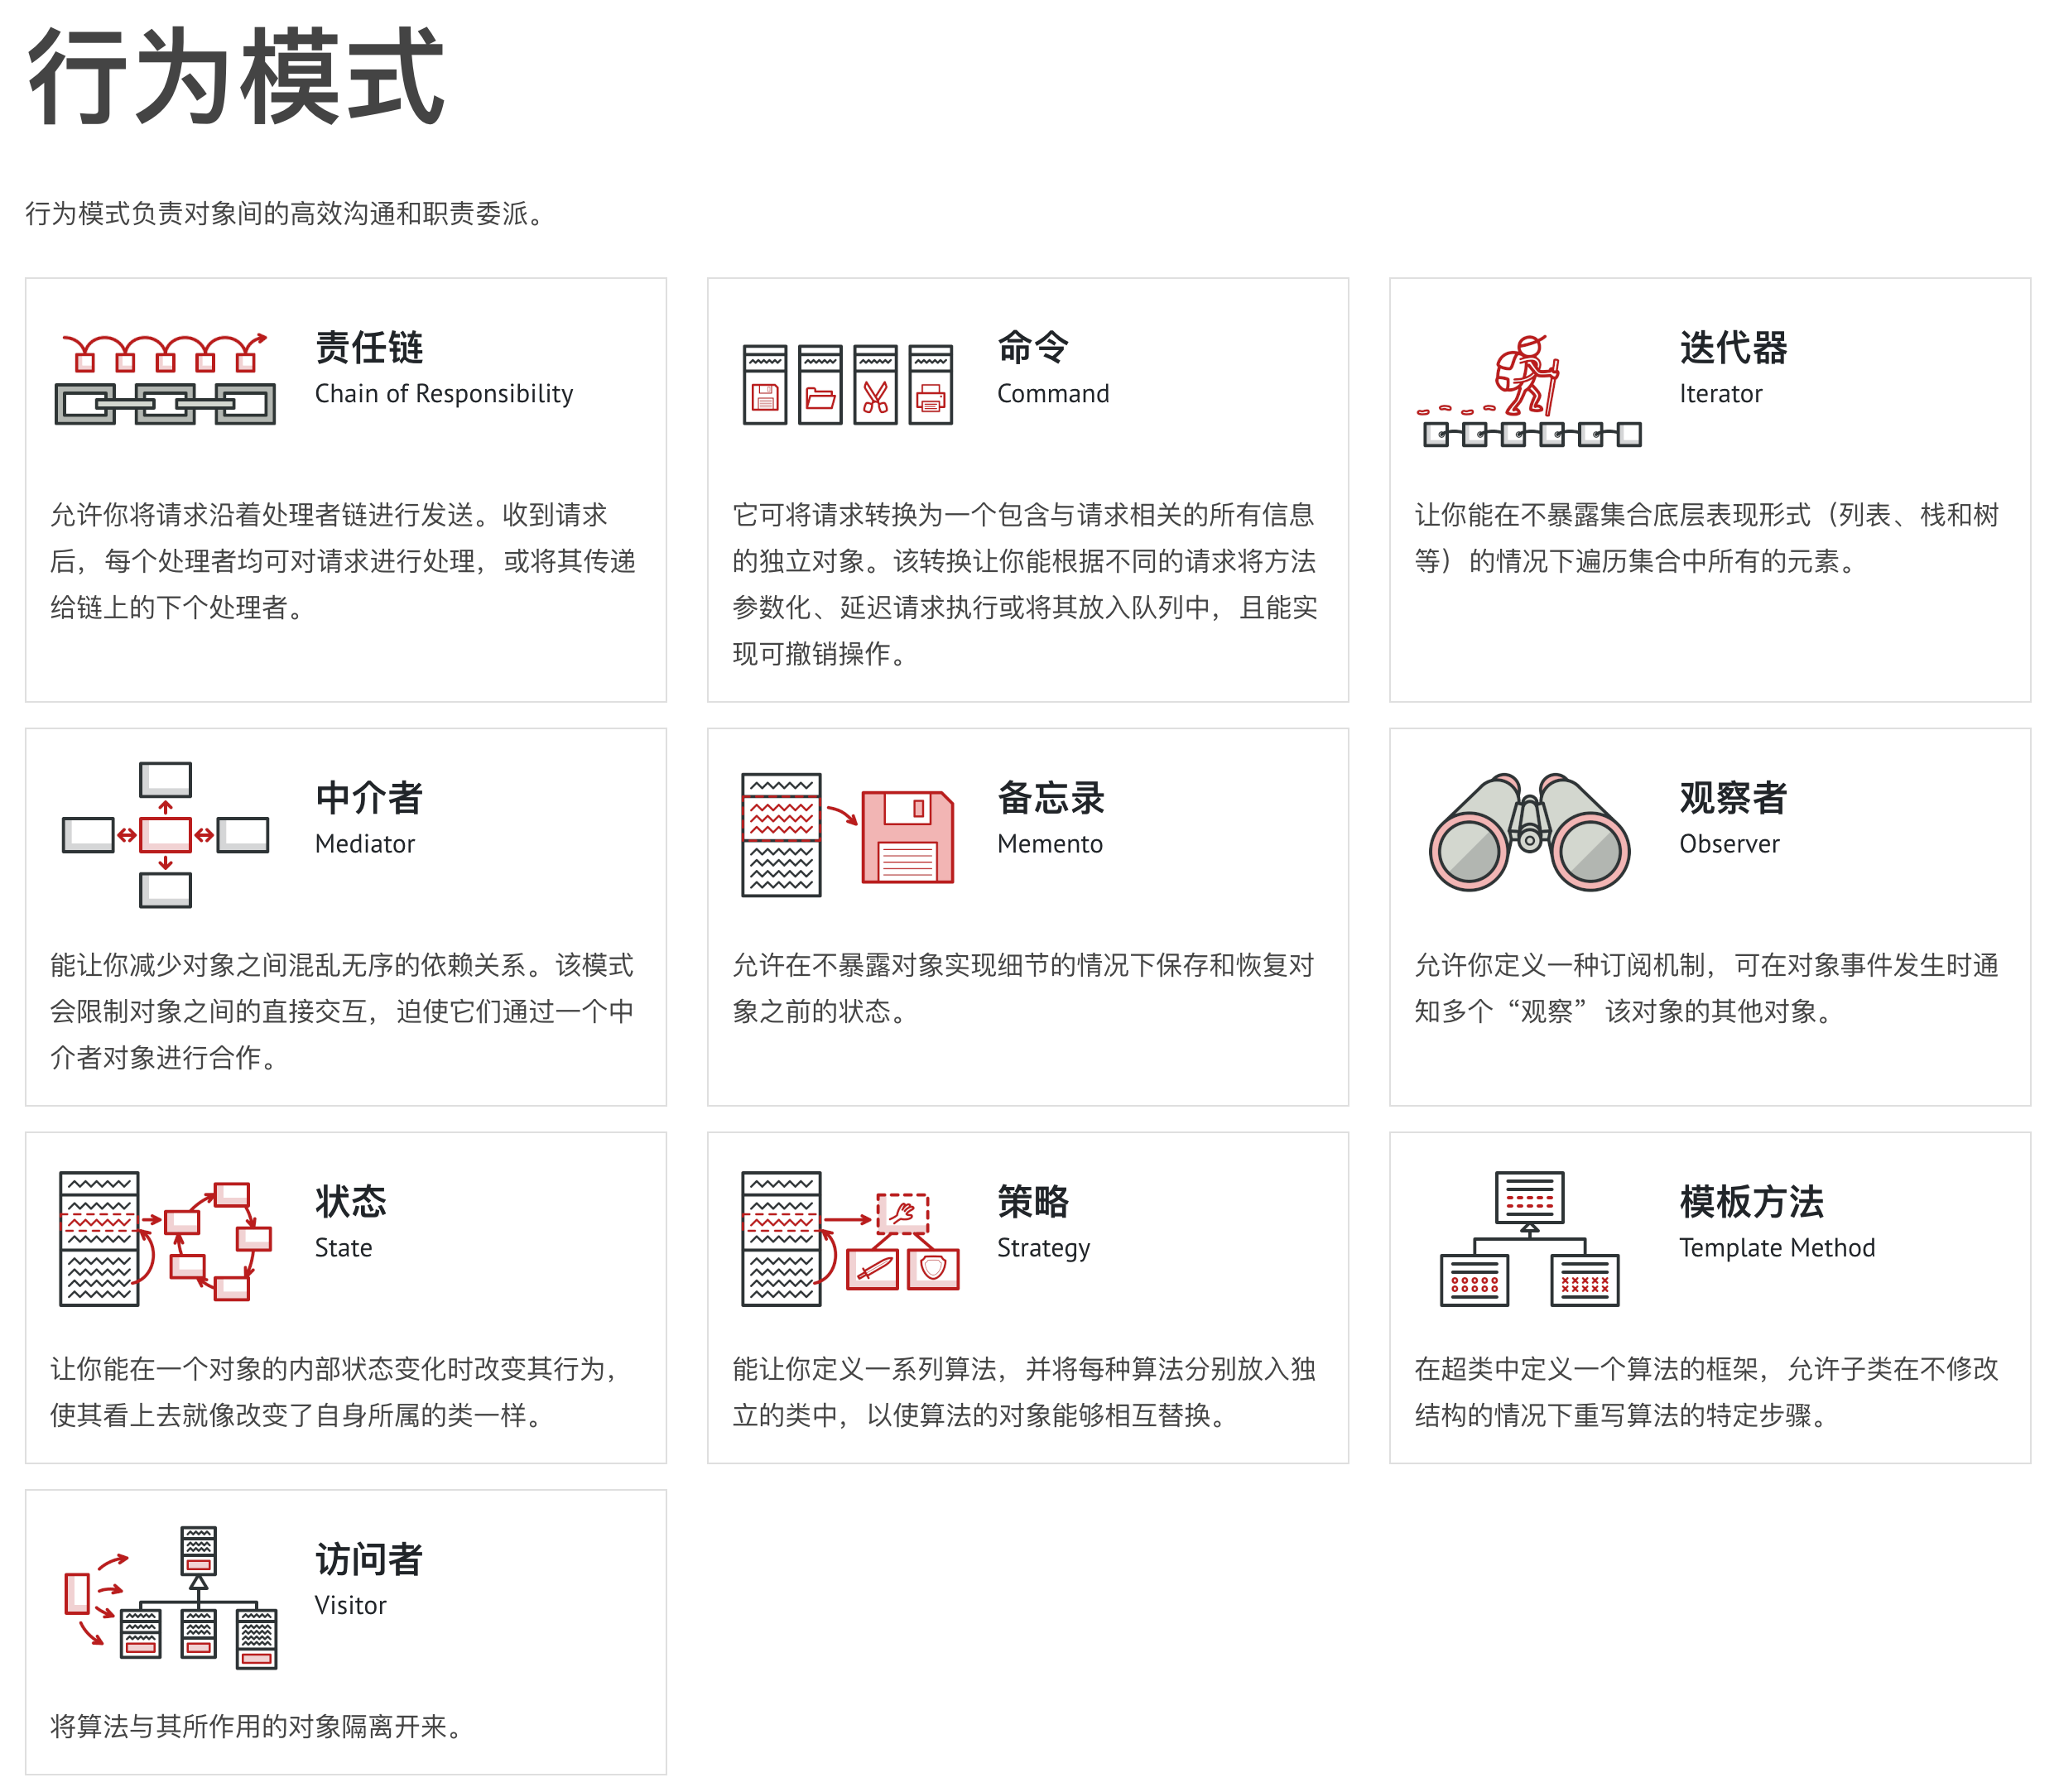 行为模式
行为模式负责对象间的高效沟通和职责委派。
责任链
Chain of Responsibility
允许你将请求沿着处理者链进行发送。收到请求
后，每个处理者均可对请求进行处理，或将其传递
给链上的下个处理者。
命令
Command
它可将请求转换为一个包含与请求相关的所有信息
的独立对象。该转换让你能根据不同的请求将方法
参数化、延迟请求执行或将其放入队列中，且能实
现可撤销操作。
迭代器
Iterator
让你能在不暴露集合底层表现形式（列表、栈和树
等）的情况下遍历集合中所有的元素。
中介者
Mediator
能让你减少对象之间混乱无序的依赖关系。该模式
会限制对象之间的直接交互，迫使它们通过一个中
介者对象进行合作。
备忘录
Memento
允许在不暴露对象实现细节的情况下保存和恢复对
象之前的状态。
观察者
Observer
允许你定义一种订阅机制，可在对象事件发生时通
知多个“观察”该对象的其他对象。
状态
State
让你能在一个对象的内部状态变化时改变其行为，
使其看上去就像改变了自身所属的类一样。
策略
Strategy
能让你定义一系列算法，并将每种算法分别放入独
立的类中，以使算法的对象能够相互替换。
模板方法
Template Method
在超类中定义一个算法的框架，允许子类在不修改
结构的情况下重写算法的特定步骤。
访问者
Visitor
将算法与其所作用的对象隔离开来。